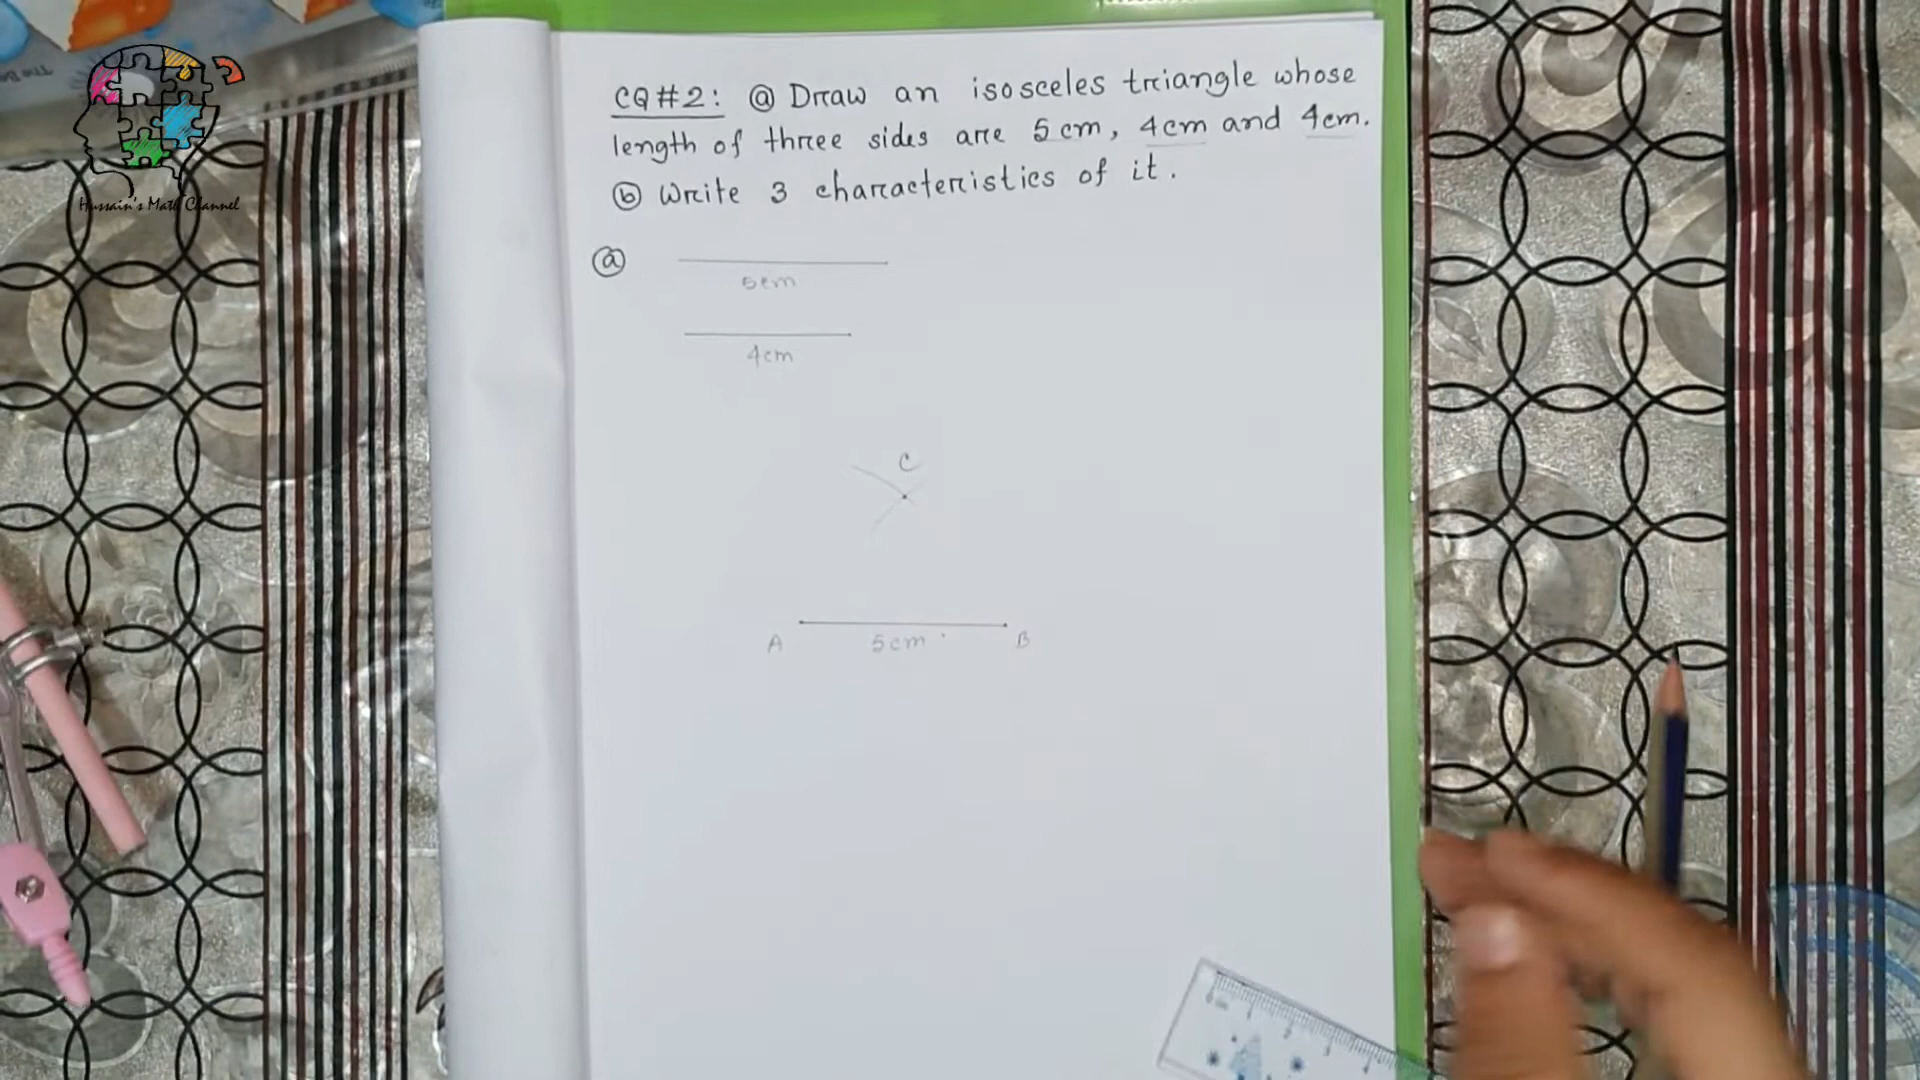 Hussain's Math Channel
CQ#2: ⓐ Draw an isosceles triangle whose
length of three sides are 5 cm, 4cm and 4cm.
ⓑ Write 3 characteristics of it.
ⓐ
5cm
4cm
C
A 5cm B